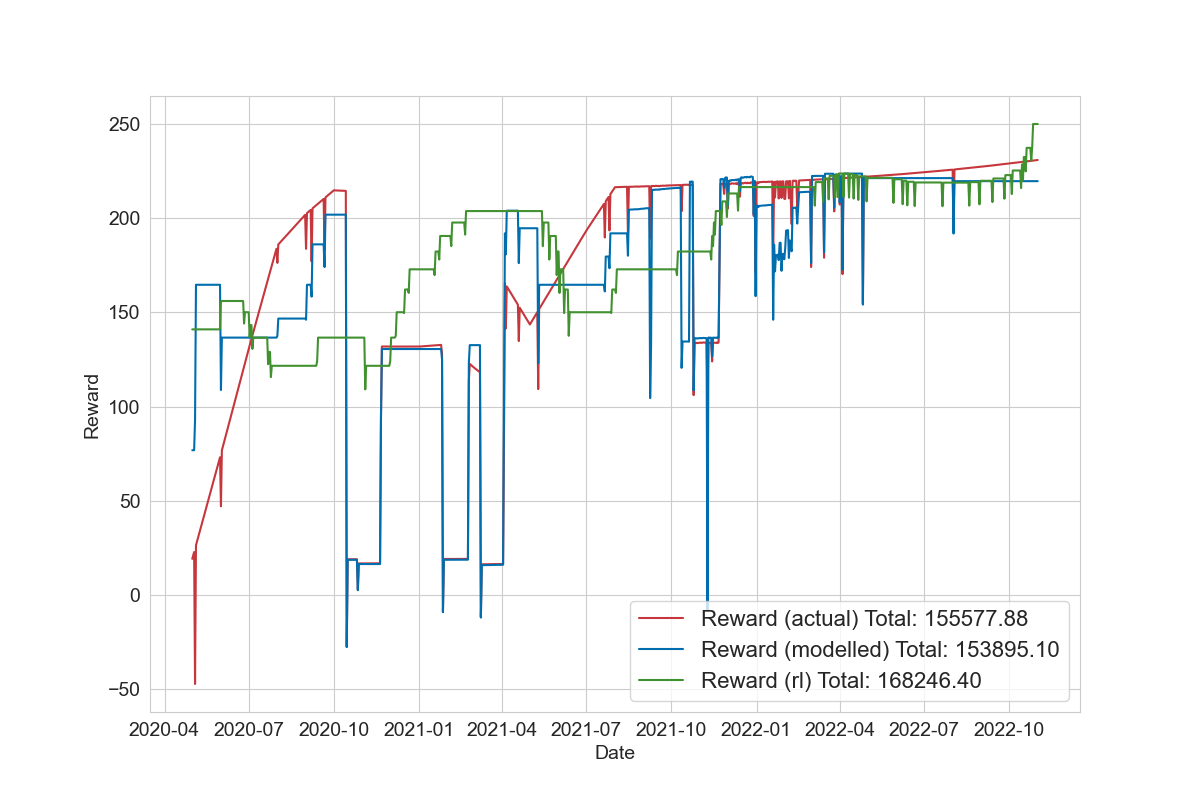 250
200
150
100
50
0
−50
Reward
Reward (actual) Total: 155577.88
Reward (modelled) Total: 153895.10
Reward (rl) Total: 168246.40
2020-04 2020-07 2020-10 2021-01 2021-04 2021-07 2021-10 2022-01 2022-04 2022-07 2022-10
Date